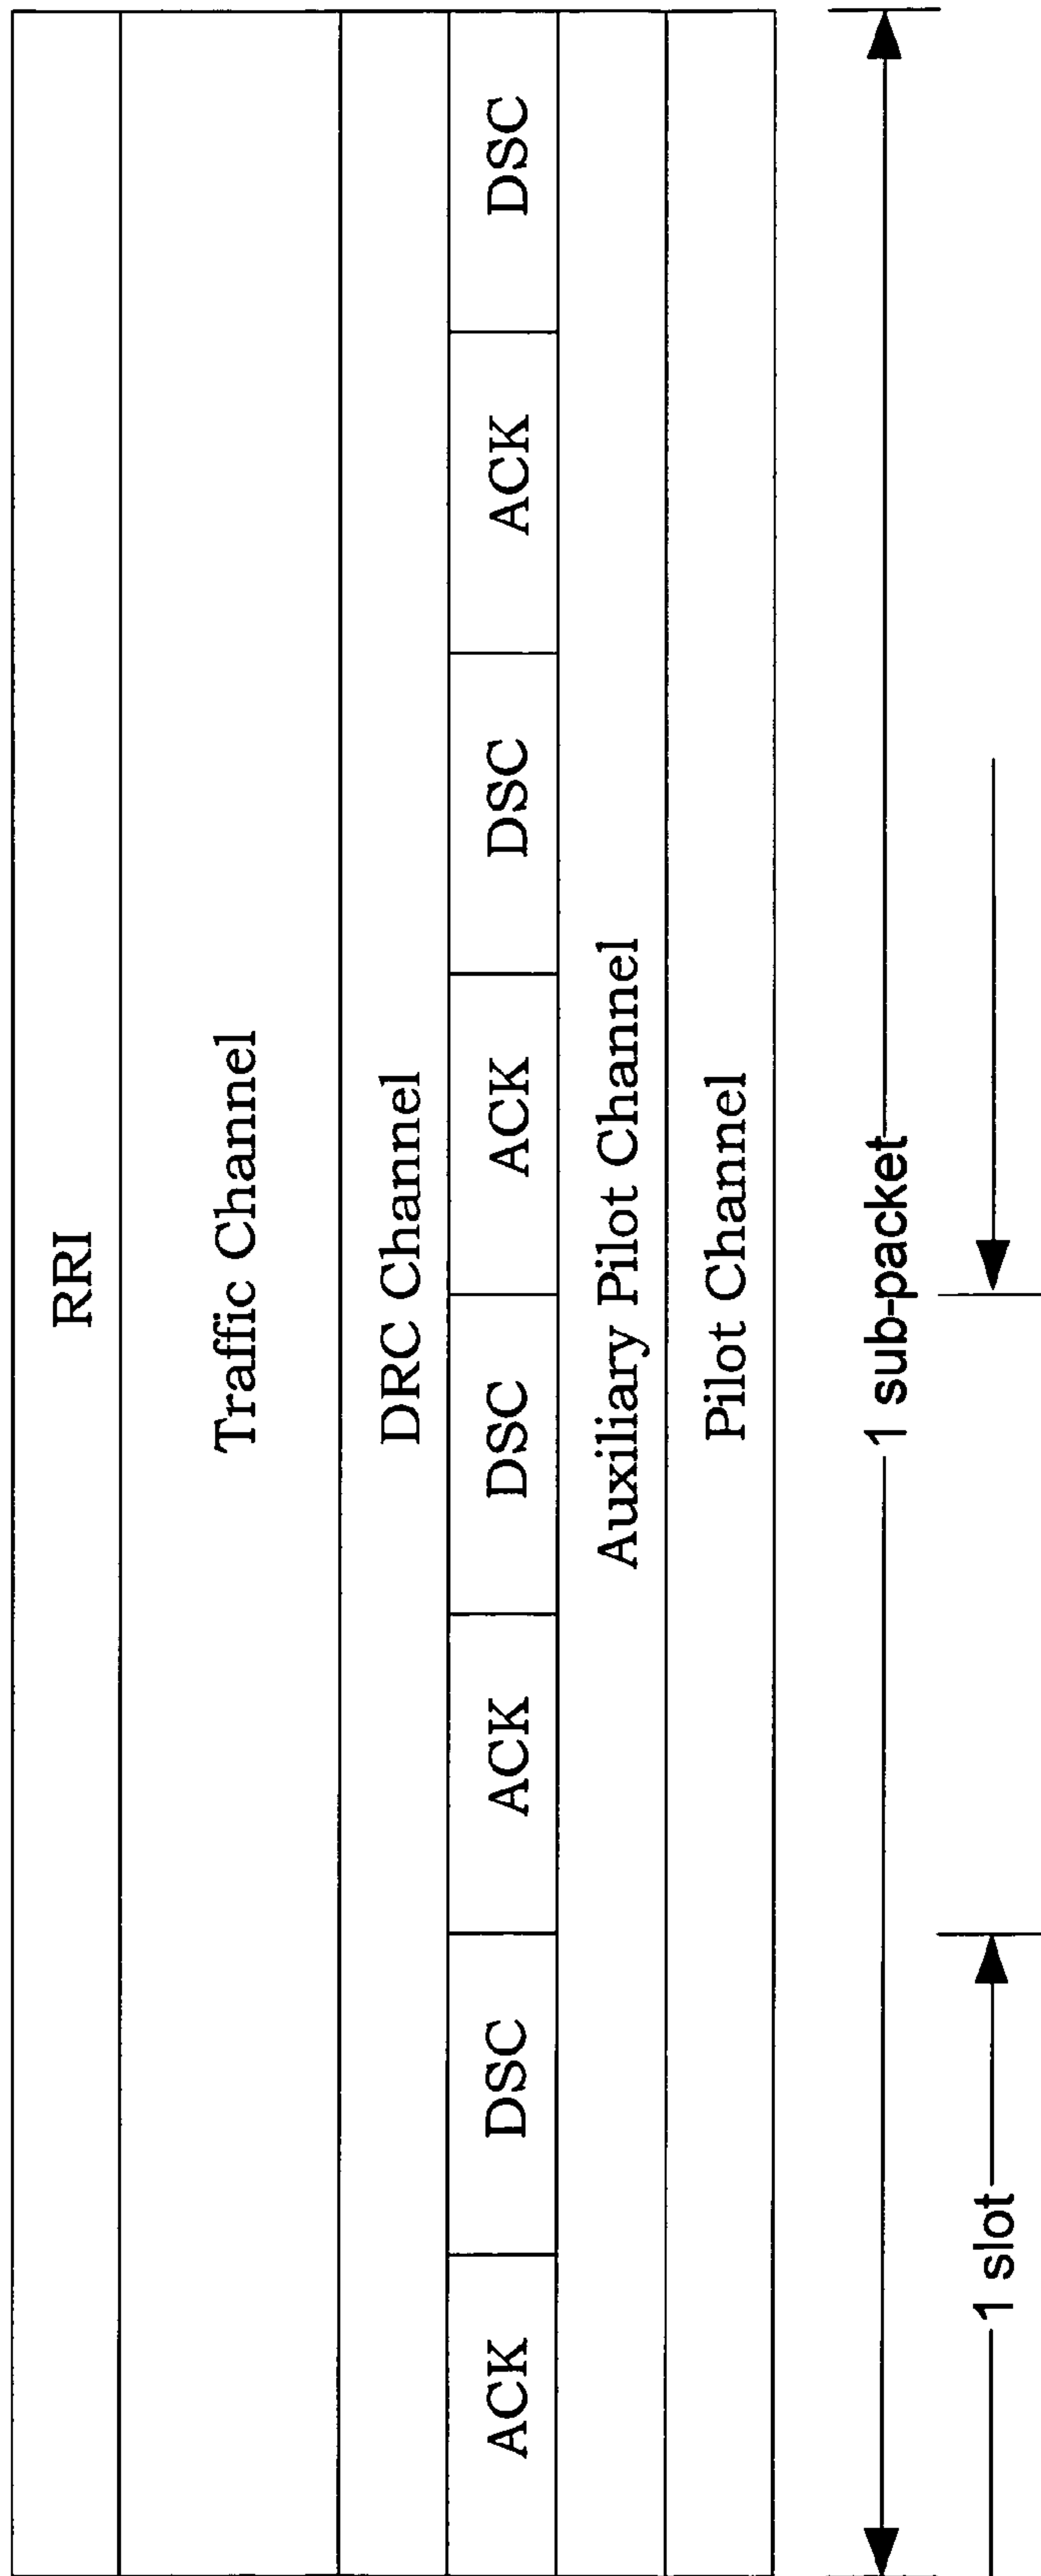 RRI
Traffic Channel
DRC Channel
ACK DSC ACK DSC ACK DSC ACK DSC
Auxiliary Pilot Channel
Pilot Channel
1 sub-packet
1 slot